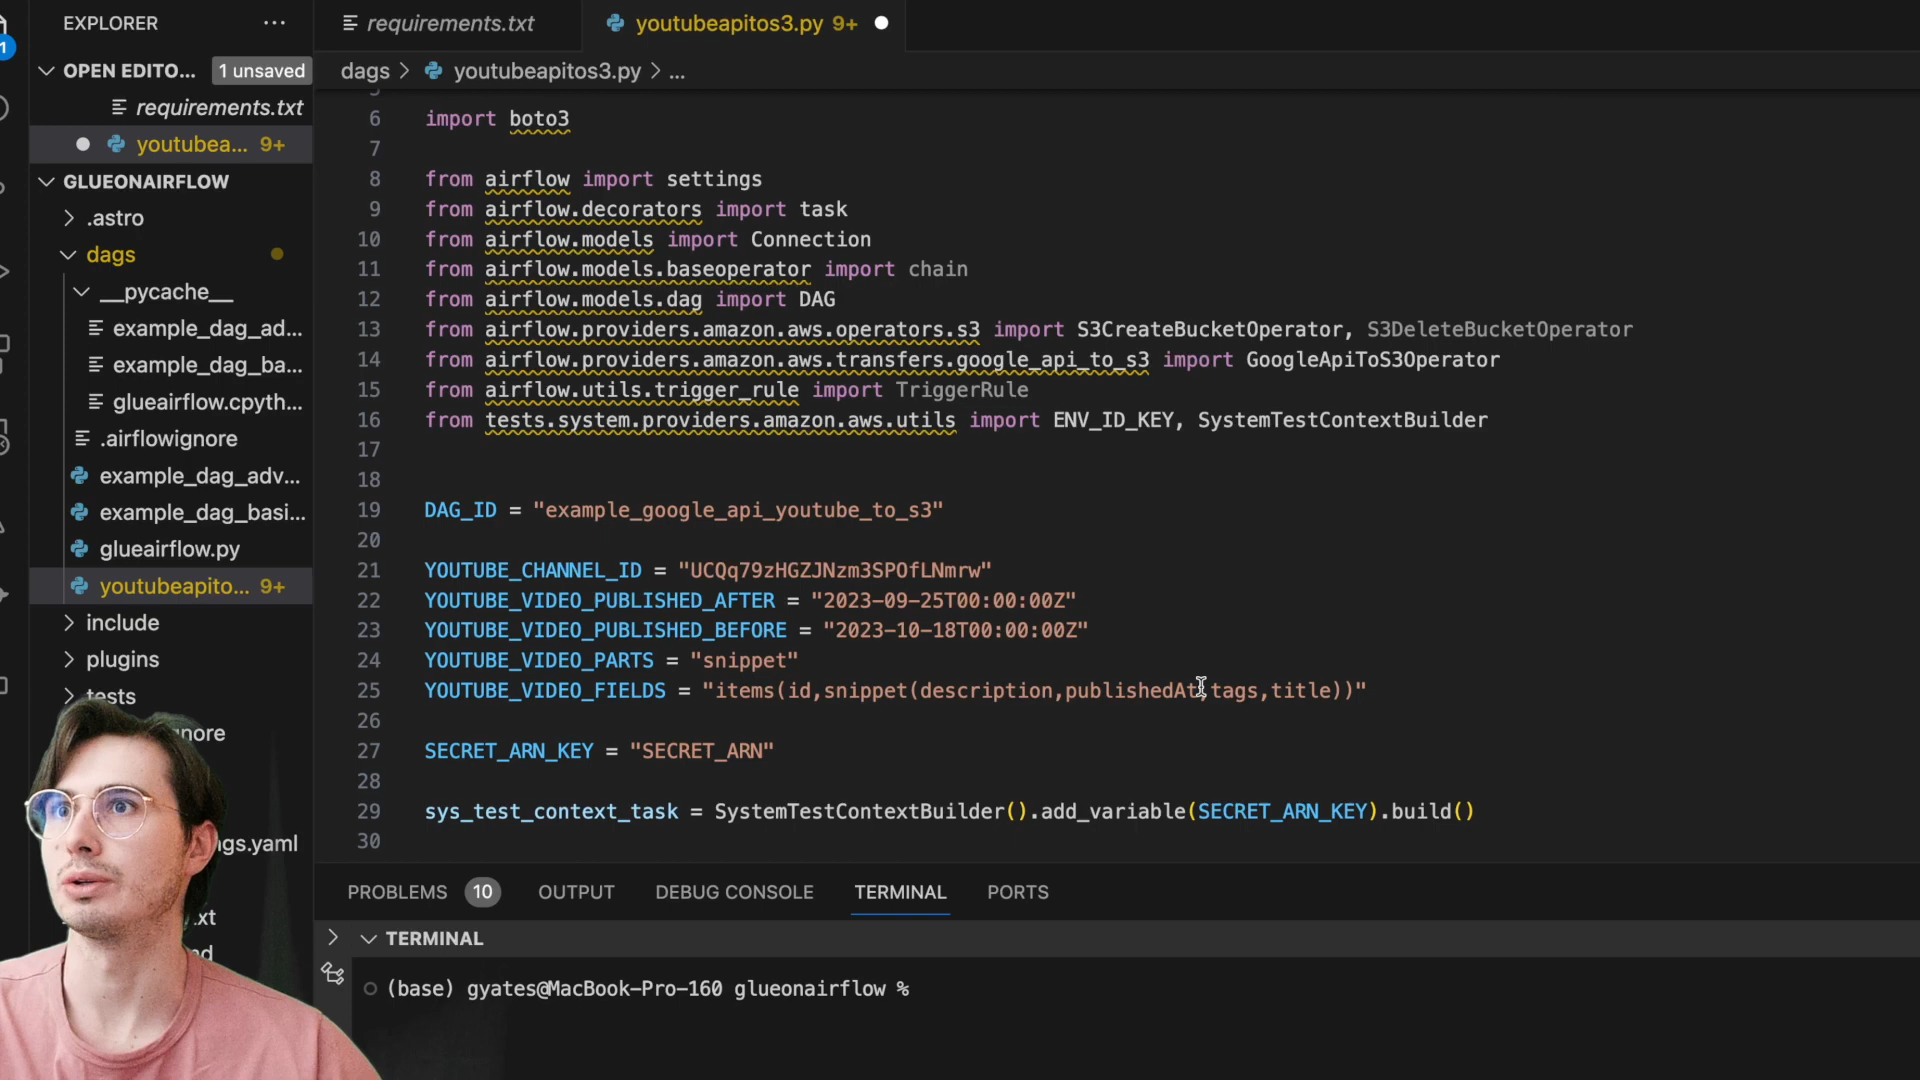 EXPLORER
requirements.txt
youtubeapitos3.py 9+
OPEN EDITO... 1 unsaved
dags > youtubeapitos3.py > ...
requirements.txt
youtubea... 9+
GLUEONAIRFLOW
.astro
dags
__pycache__
example_dag_ad...
example_dag_ba...
glueairflow.cpyth...
.airflowignore
example_dag_adv...
example_dag_basi...
glueairflow.py
youtubeapito... 9+
include
plugins
tests
nore
ngs.yaml
.xt
nd
1
6 import boto3
7
8 from airflow import settings
9 from airflow.decorators import task
10 from airflow.models import Connection
11 from airflow.models.baseoperator import chain
12 from airflow.models.dag import DAG
13 from airflow.providers.amazon.aws.operators.s3 import S3CreateBucketOperator, S3DeleteBucketOperator
14 from airflow.providers.amazon.aws.transfers.google_api_to_s3 import GoogleApiToS3Operator
15 from airflow.utils.trigger_rule import TriggerRule
16 from tests.system.providers.amazon.aws.utils import ENV_ID_KEY, SystemTestContextBuilder
17
18
19 DAG_ID = "example_google_api_youtube_to_s3"
20
21 YOUTUBE_CHANNEL_ID = "UCQq79zHGZJNzm3SPOfLNmrw"
22 YOUTUBE_VIDEO_PUBLISHED_AFTER = "2023-09-25T00:00:00Z"
23 YOUTUBE_VIDEO_PUBLISHED_BEFORE = "2023-10-18T00:00:00Z"
24 YOUTUBE_VIDEO_PARTS = "snippet"
25 YOUTUBE_VIDEO_FIELDS = "items(id,snippet(description,publishedAt,tags,title))"
26
27 SECRET_ARN_KEY = "SECRET_ARN"
28
29 sys_test_context_task = SystemTestContextBuilder().add_variable(SECRET_ARN_KEY).build()
30
PROBLEMS 10 OUTPUT DEBUG CONSOLE TERMINAL PORTS
TERMINAL
(base) gyates@MacBook-Pro-160 glueonairflow %